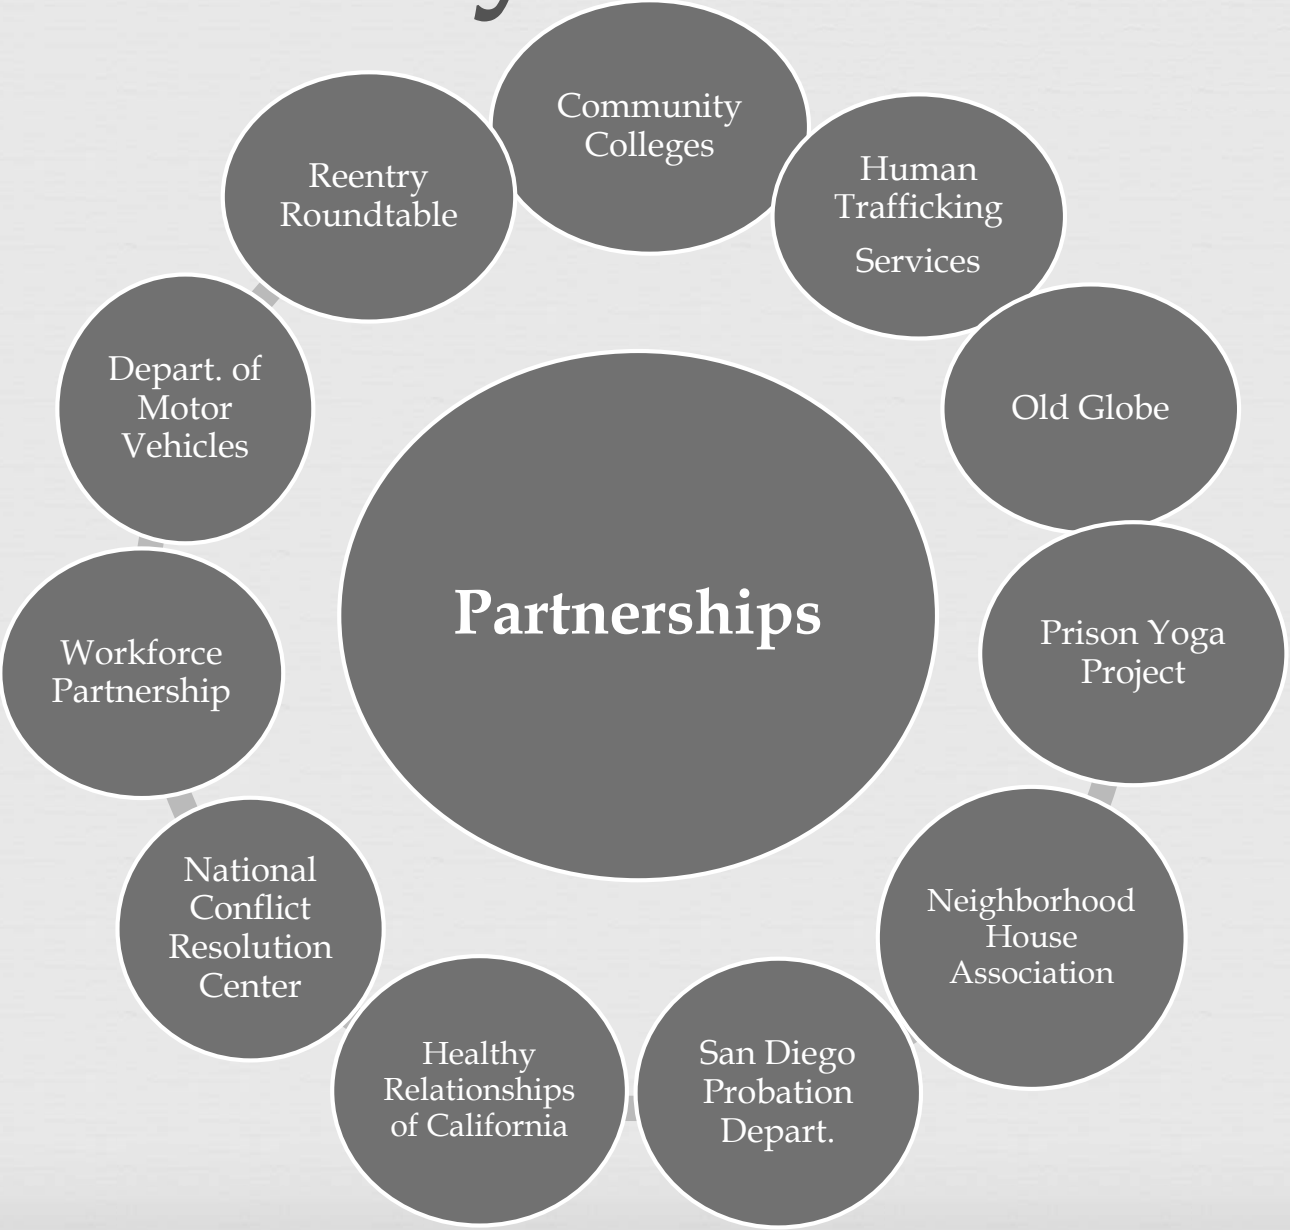 Community
Colleges
Human
Trafficking
Services
Old Globe
Prison Yoga
Project
Neighborhood
House
Association
San Diego
Probation
Depart.
Healthy
Relationships
of California
National
Conflict
Resolution
Center
Workforce
Partnership
Depart. of
Motor
Vehicles
Reentry
Roundtable
Partnerships